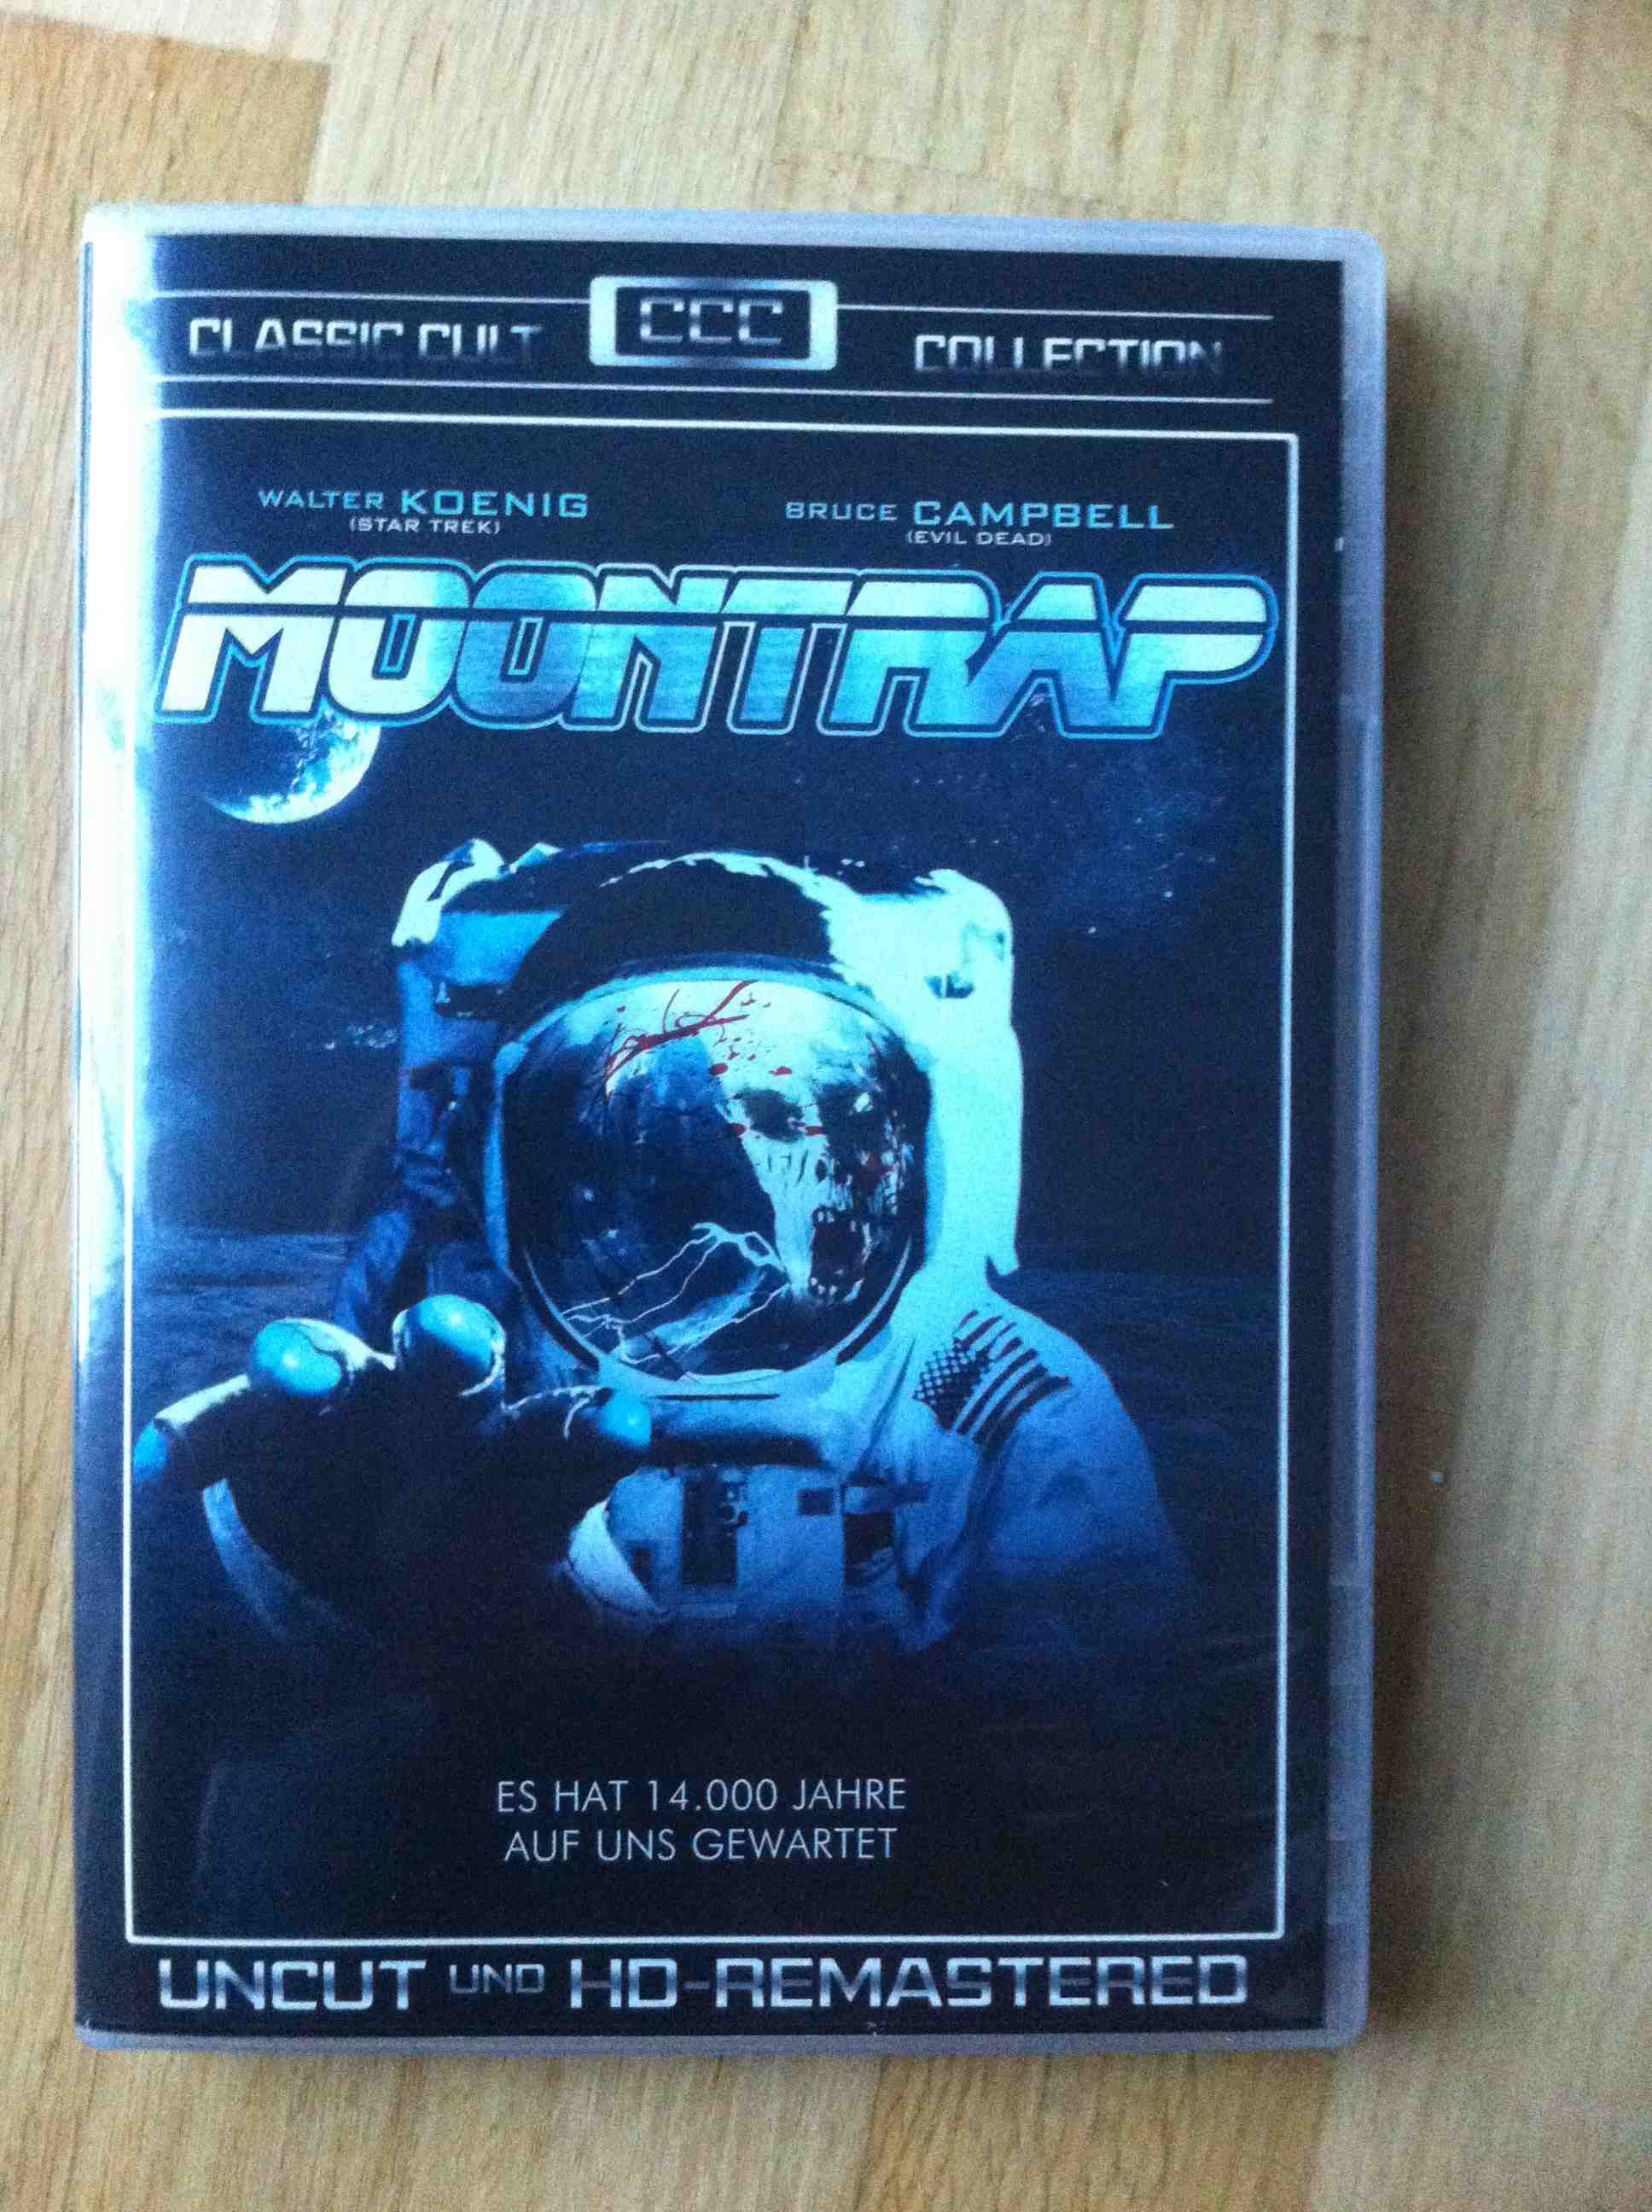 CLASSIC CULT CCC COLLECTION
WALTER KOENIG BRUCE CAMPBELL
(STAR TREK) (EVIL DEAD)
MOONTRAP
ES HAT 14.000 JAHRE
AUF UNS GEWARTET
UNCUT UND HD-REMASTERED